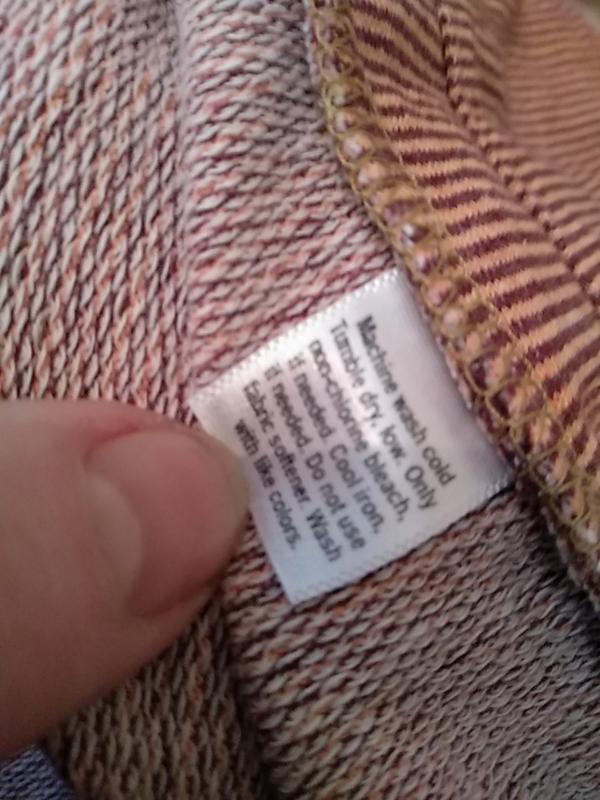 Machine wash cold
Tumble dry, low. Only
non-chlorine bleach,
if needed. Cool iron.
if needed. Do not use
fabric softener. Wash
with like colors.